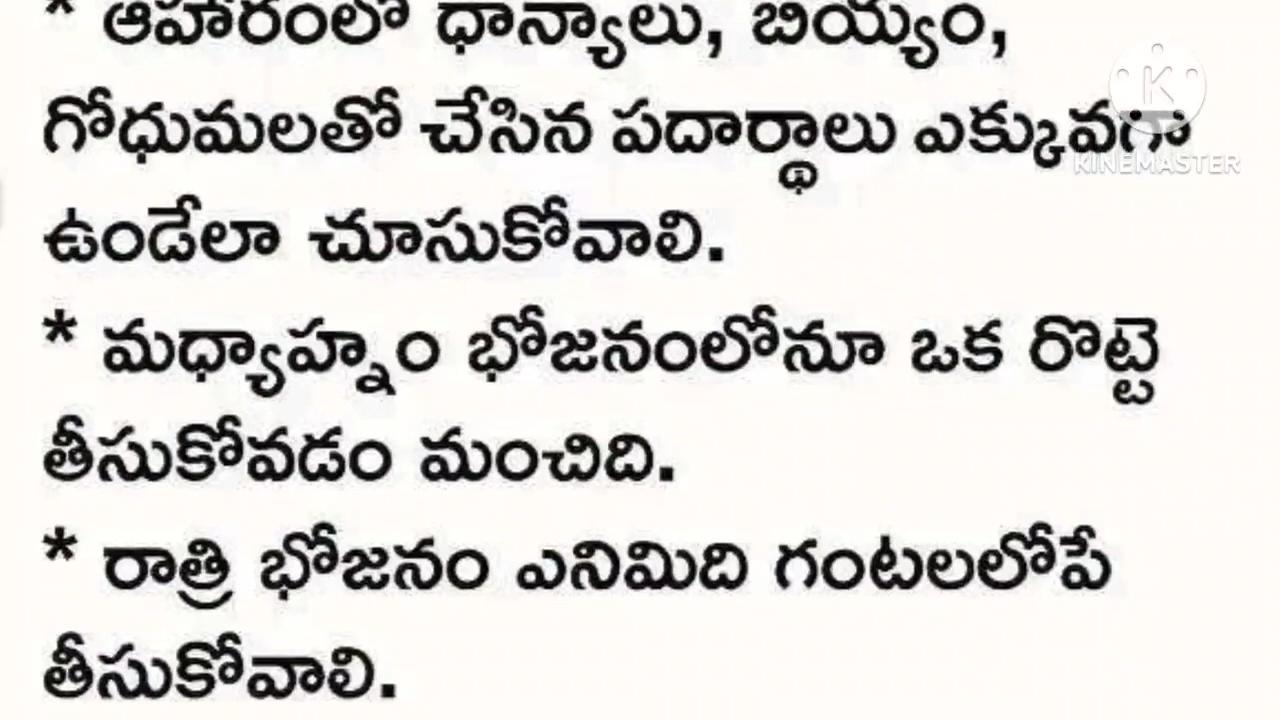 * ఆహారంలో ధాన్యాలు, బియ్యం,
గోధుమలతో చేసిన పదార్థాలు ఎక్కువగా
ఉండేలా చూసుకోవాలి.
* మధ్యాహ్నం భోజనంలోనూ ఒక రొట్టె
తీసుకోవడం మంచిది.
* రాత్రి భోజనం ఎనిమిది గంటలలోపే
తీసుకోవాలి.
K
KINEMASTER